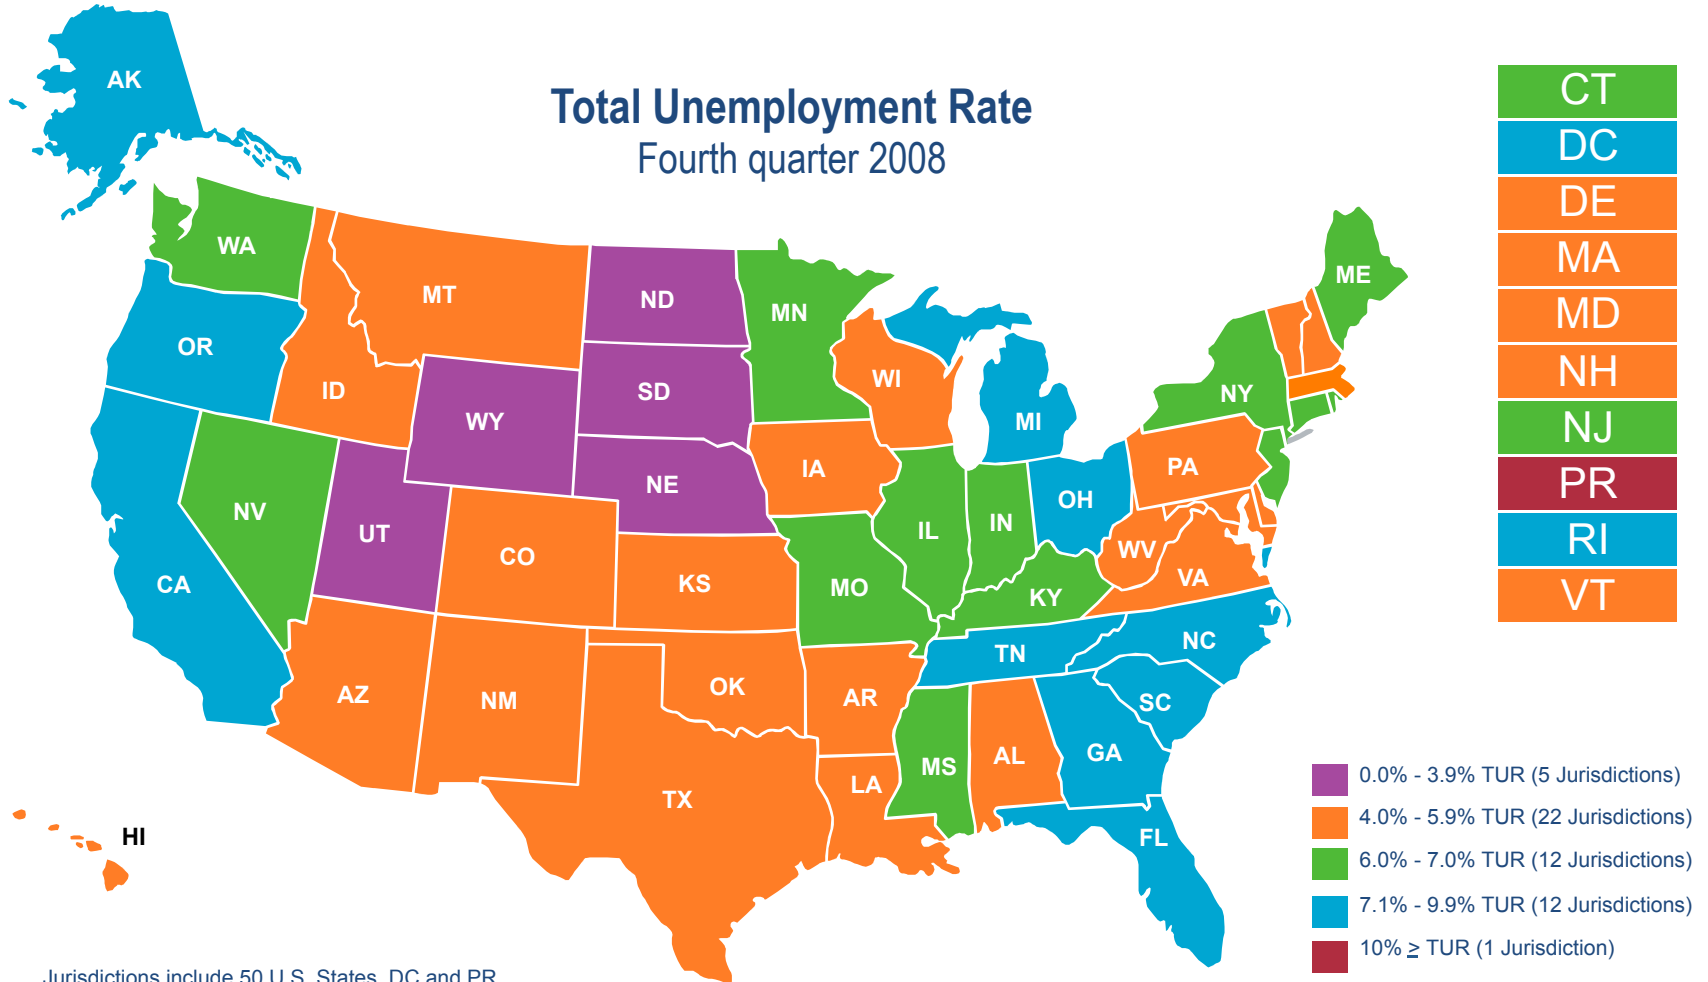 Total Unemployment Rate
Fourth quarter 2008
AK
WA
MT
ND
MN
ME
OR
ID
WY
SD
WI
MI
NY
IA
PA
NE
NV
UT
CO
IL
IN
OH
WV
VA
CA
KS
MO
KY
NC
TN
AZ
NM
OK
AR
SC
MS
AL
GA
LA
TX
FL
HI
CT
DC
DE
MA
MD
NH
NJ
PR
RI
VT
0.0% - 3.9% TUR (5 Jurisdictions)
4.0% - 5.9% TUR (22 Jurisdictions)
6.0% - 7.0% TUR (12 Jurisdictions)
7.1% - 9.9% TUR (12 Jurisdictions)
10% ≥ TUR (1 Jurisdiction)
Jurisdictions include 50 U.S. States, DC and PR